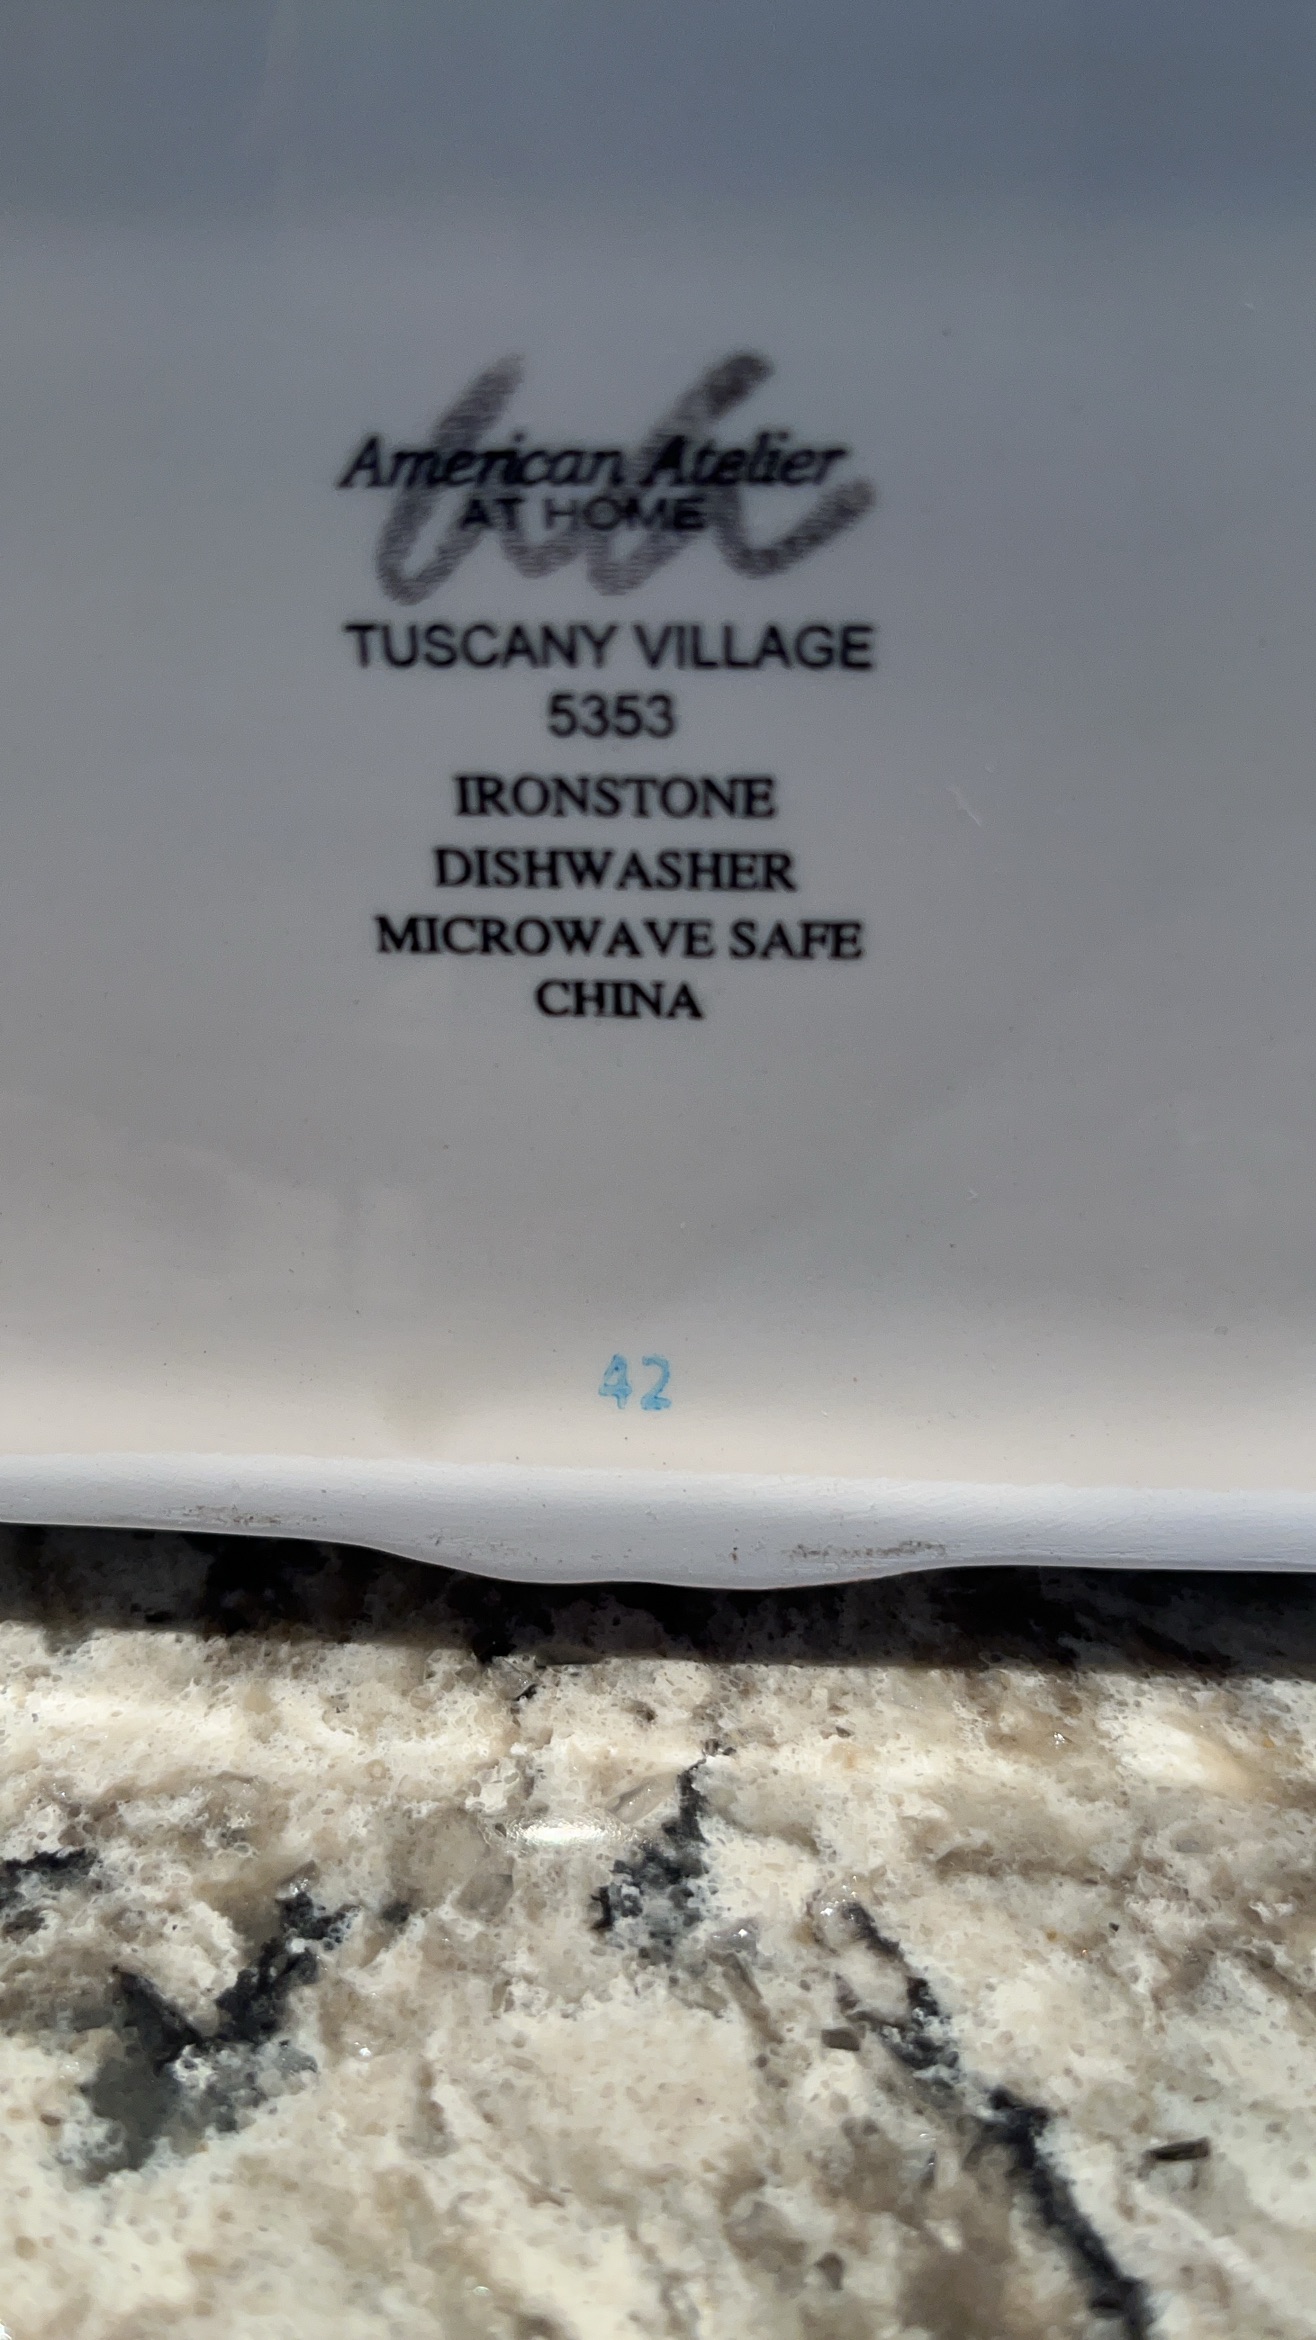 American Atelier
AT HOME
TUSCANY VILLAGE
5353
IRONSTONE
DISHWASHER
MICROWAVE SAFE
CHINA
42